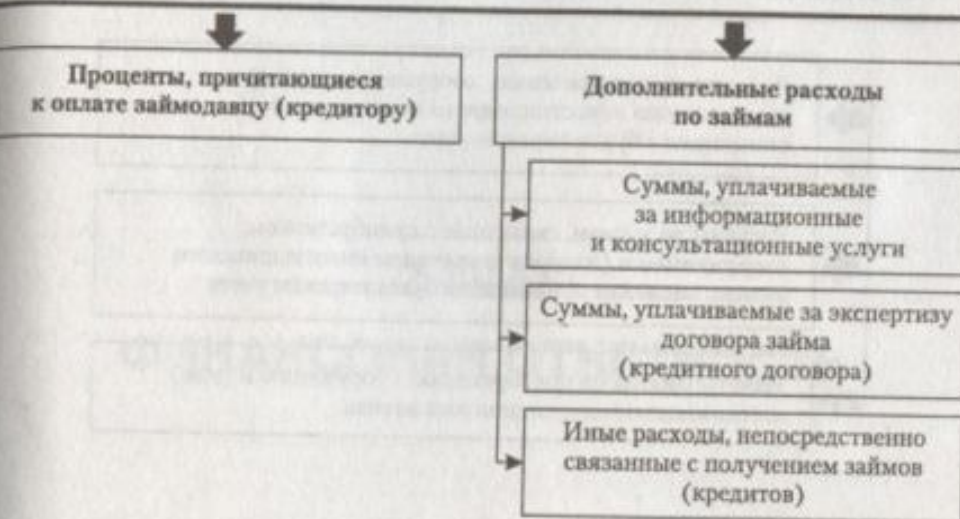 Проценты, причитающиеся
к оплате займодавцу (кредитору)
Дополнительные расходы
по займам
Суммы, уплачиваемые
за информационные
и консультационные услуги
Суммы, уплачиваемые за экспертизу
договора займа
(кредитного договора)
Иные расходы, непосредственно
связанные с получением займов
(кредитов)